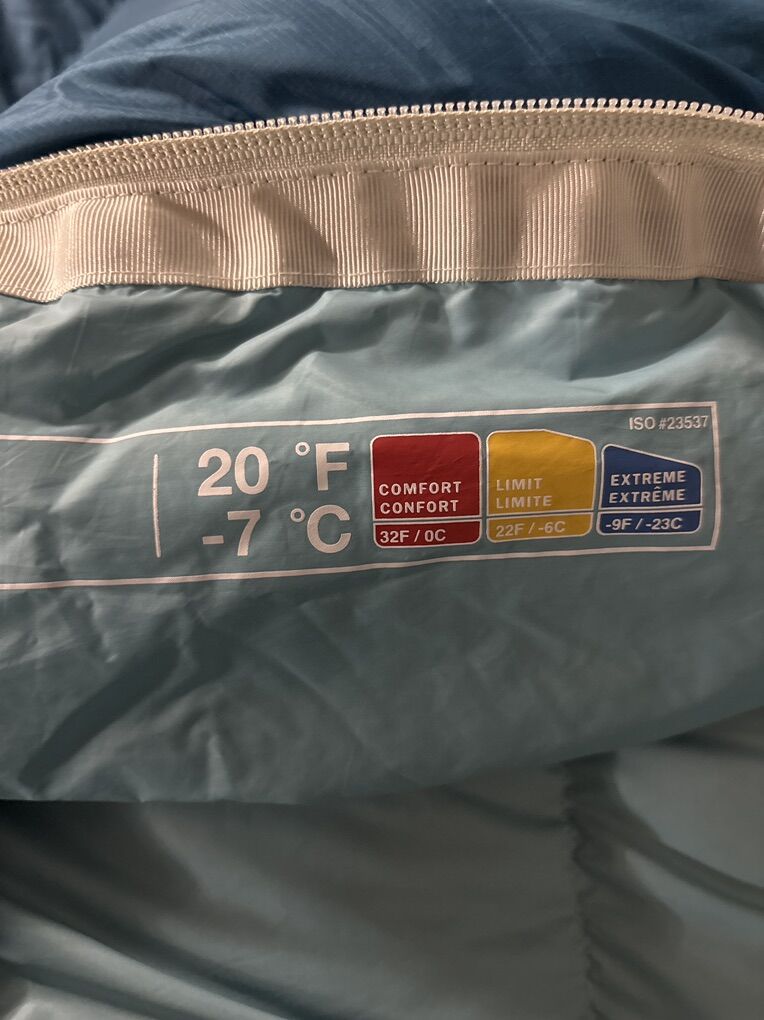 ISO #23537
20 °F
-7 °C
COMFORT
CONFORT
32F / 0C
LIMIT
LIMITE
22F / -6C
EXTREME
EXTRÊME
-9F / -23C